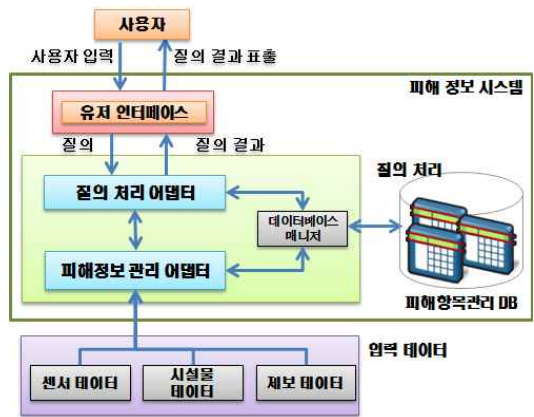 사용자
사용자 입력
질의 결과 표출
피해 정보 시스템
유저 인터페이스
질의
질의 결과
질의 처리
질의 처리 어댑터
데이터베이스
매니저
피해정보 관리 어댑터
피해항목관리 DB
입력 데이터
센서 데이터
시설물
데이터
제보 데이터